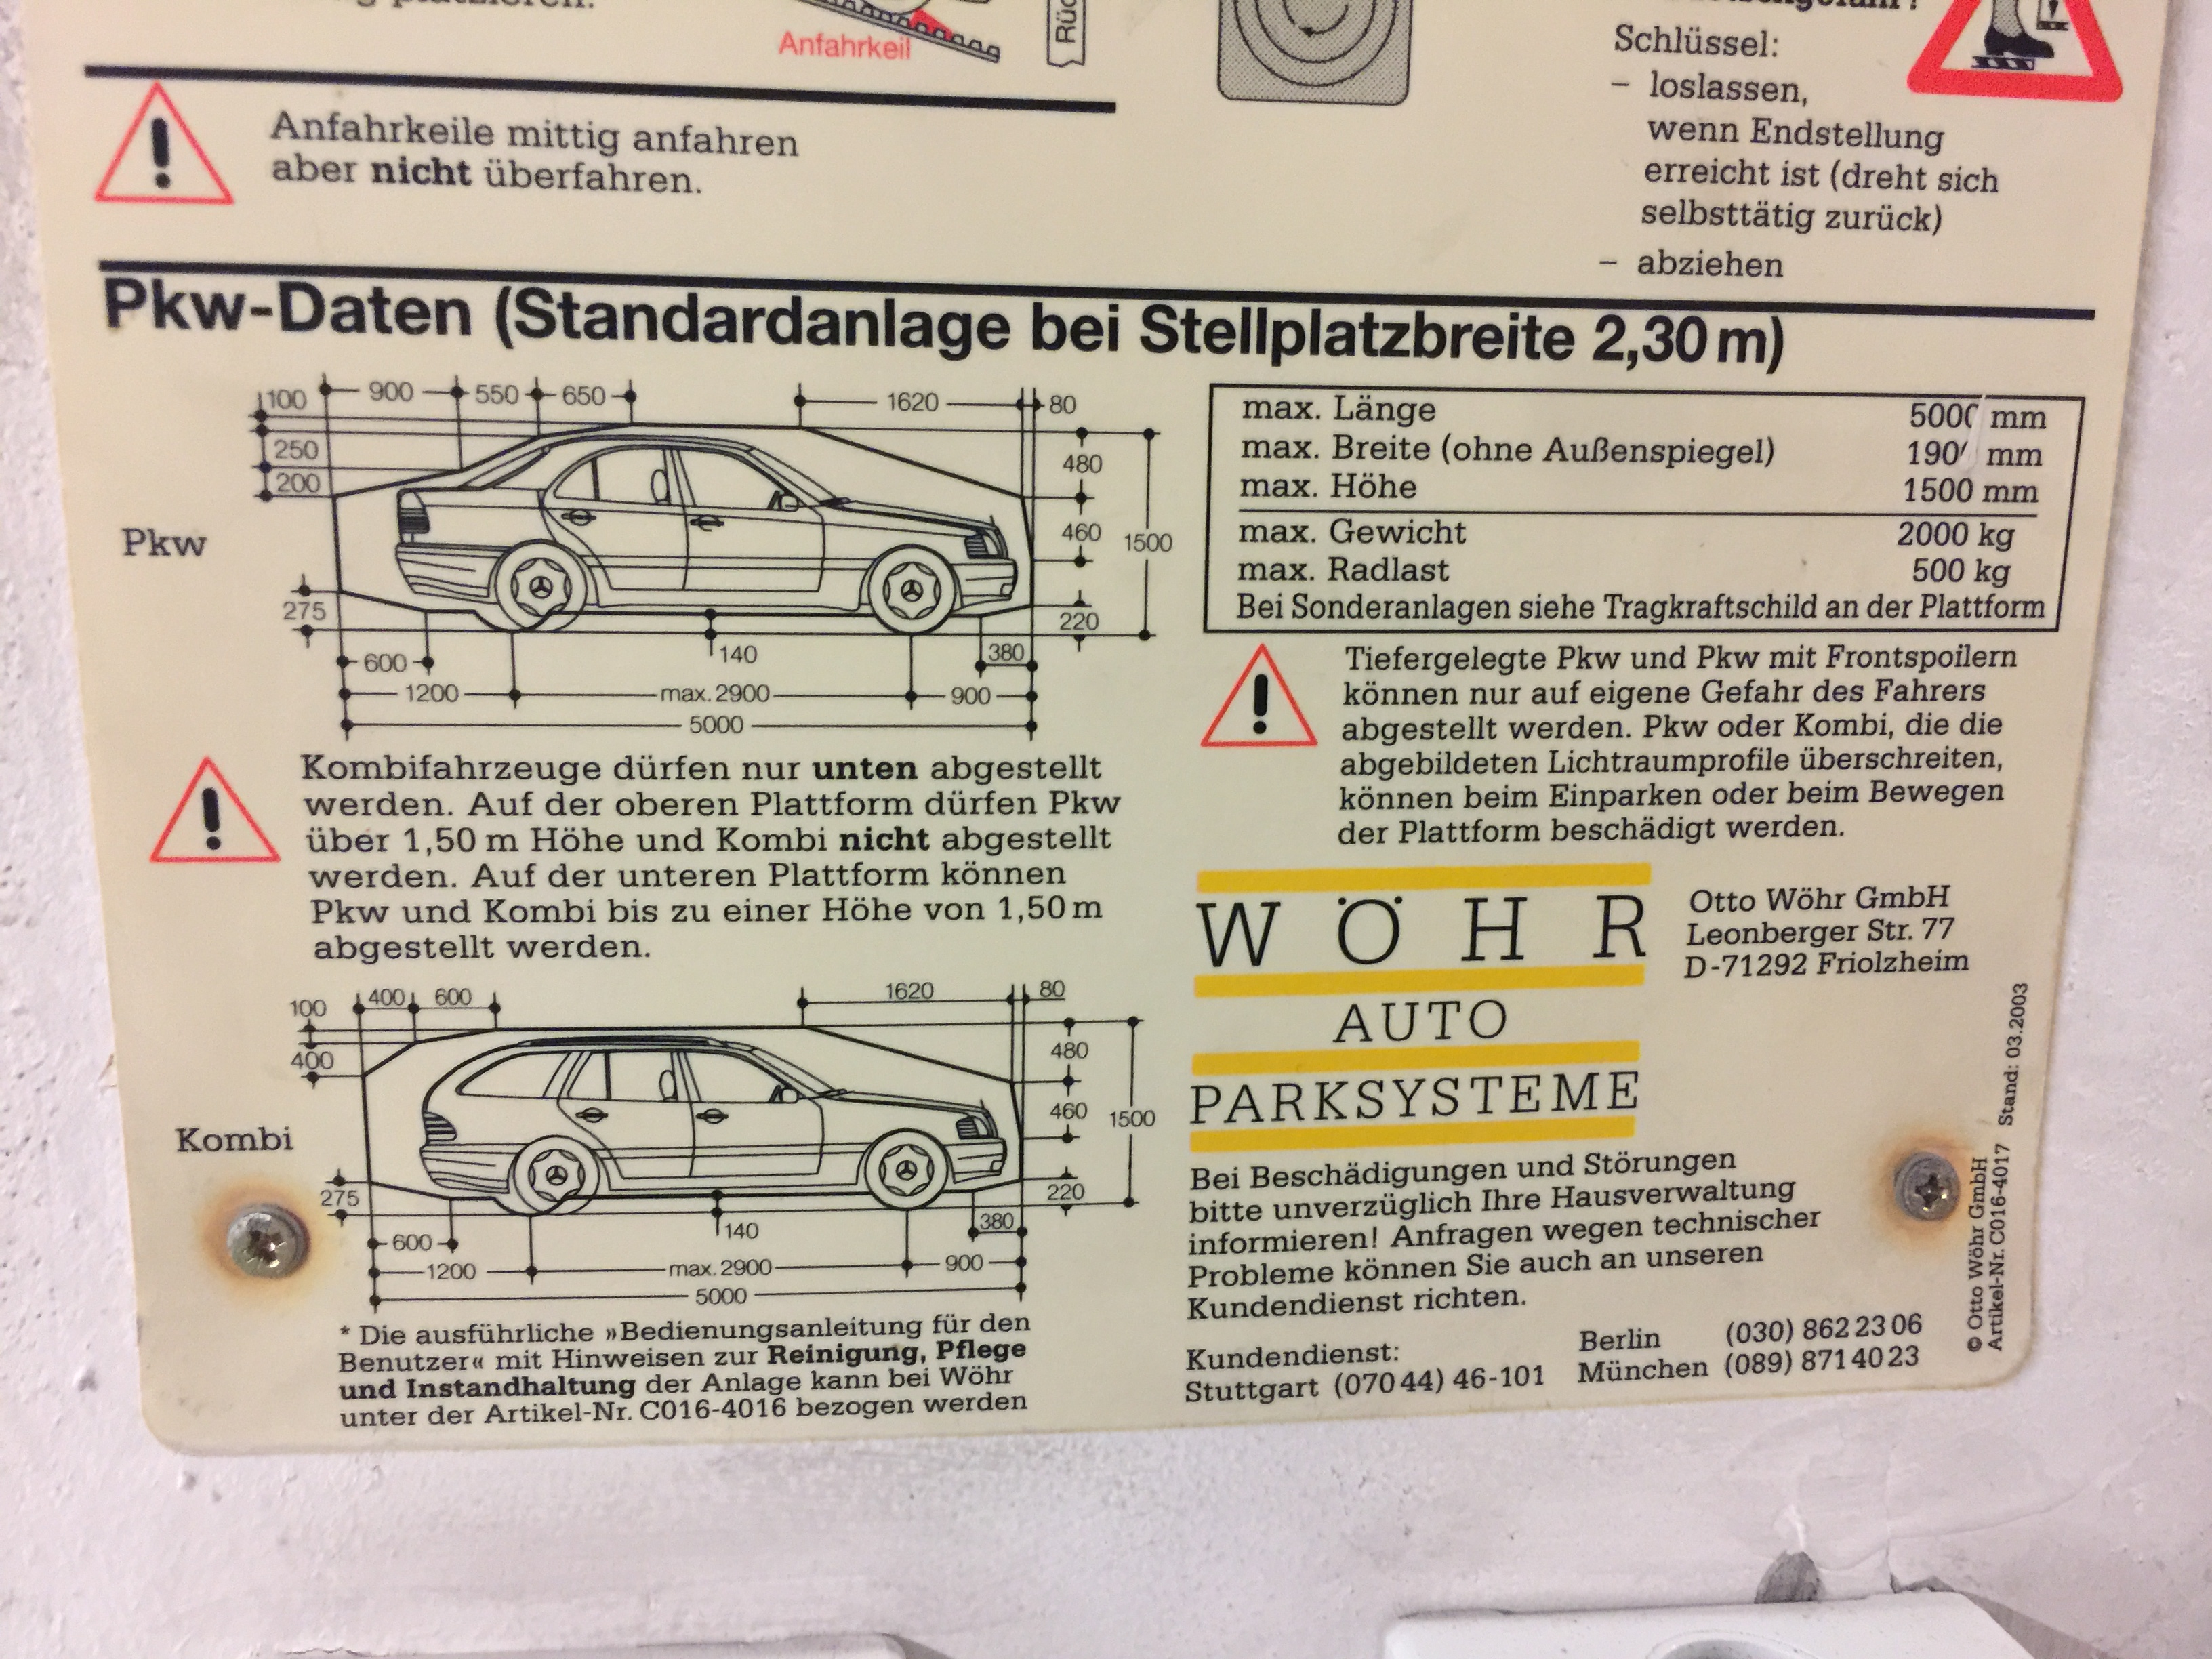 platzieren.
Anfahrkeil
Anfahrkeile mittig anfahren
aber nicht überfahren.
Schlüssel:
– loslassen,
wenn Endstellung
erreicht ist (dreht sich
selbsttätig zurück)
– abziehen
Pkw-Daten (Standardanlage bei Stellplatzbreite 2,30 m)
100 900 550 650 1620 80
250
200
480
460
1500
Pkw
275
220
600
140
380
1200 max. 2900 900
5000
max. Länge 5000 mm
max. Breite (ohne Außenspiegel) 190 mm
max. Höhe 1500 mm
max. Gewicht 2000 kg
max. Radlast 500 kg
Bei Sonderanlagen siehe Tragkraftschild an der Plattform
Kombifahrzeuge dürfen nur unten abgestellt
werden. Auf der oberen Plattform dürfen Pkw
über 1,50 m Höhe und Kombi nicht abgestellt
werden. Auf der unteren Plattform können
Pkw und Kombi bis zu einer Höhe von 1,50 m
abgestellt werden.
Tiefergelegte Pkw und Pkw mit Frontspoilern
können nur auf eigene Gefahr des Fahrers
abgestellt werden. Pkw oder Kombi, die die
abgebildeten Lichtraumprofile überschreiten,
können beim Einparken oder beim Bewegen
der Plattform beschädigt werden.
100 400 600 1620 80
400
480
460
1500
Kombi
275
220
600
140
380
1200 max. 2900 900
5000
* Die ausführliche »Bedienungsanleitung für den
Benutzer« mit Hinweisen zur Reinigung, Pflege
und Instandhaltung der Anlage kann bei Wöhr
unter der Artikel-Nr. C016-4016 bezogen werden
WÖHR
AUTO
PARKSYSTEME
Otto Wöhr GmbH
Leonberger Str. 77
D-71292 Friolzheim
Bei Beschädigungen und Störungen
bitte unverzüglich Ihre Hausverwaltung
informieren! Anfragen wegen technischer
Probleme können Sie auch an unseren
Kundendienst richten.
Kundendienst:
Stuttgart (070 44) 46-101
Berlin (030) 862 23 06
München (089) 871 40 23
© Otto Wöhr GmbH
Artikel-Nr. C016-4017 Stand: 03.2003